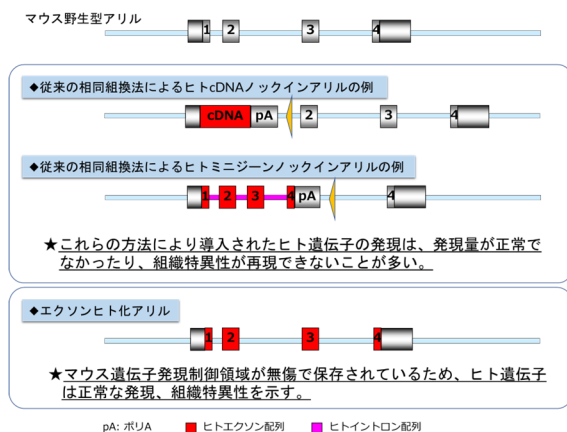 マウス野生型アリル
1 2 3 4
◆従来の相同組換法によるヒトcDNAノックインアリルの例
cDNA pA 2 3 4
◆従来の相同組換法によるヒトミニジーンノックインアリルの例
1 2 3 4 pA 4
★これらの方法により導入されたヒト遺伝子の発現は、発現量が正常で
なかったり、組織特異性が再現できないことが多い。
◆エクソンヒト化アリル
1 2 3 4
★マウス遺伝子発現制御領域が無傷で保存されているため、ヒト遺伝子
は正常な発現、組織特異性を示す。
pA: ポリA ヒトエクソン配列 ヒトイントロン配列